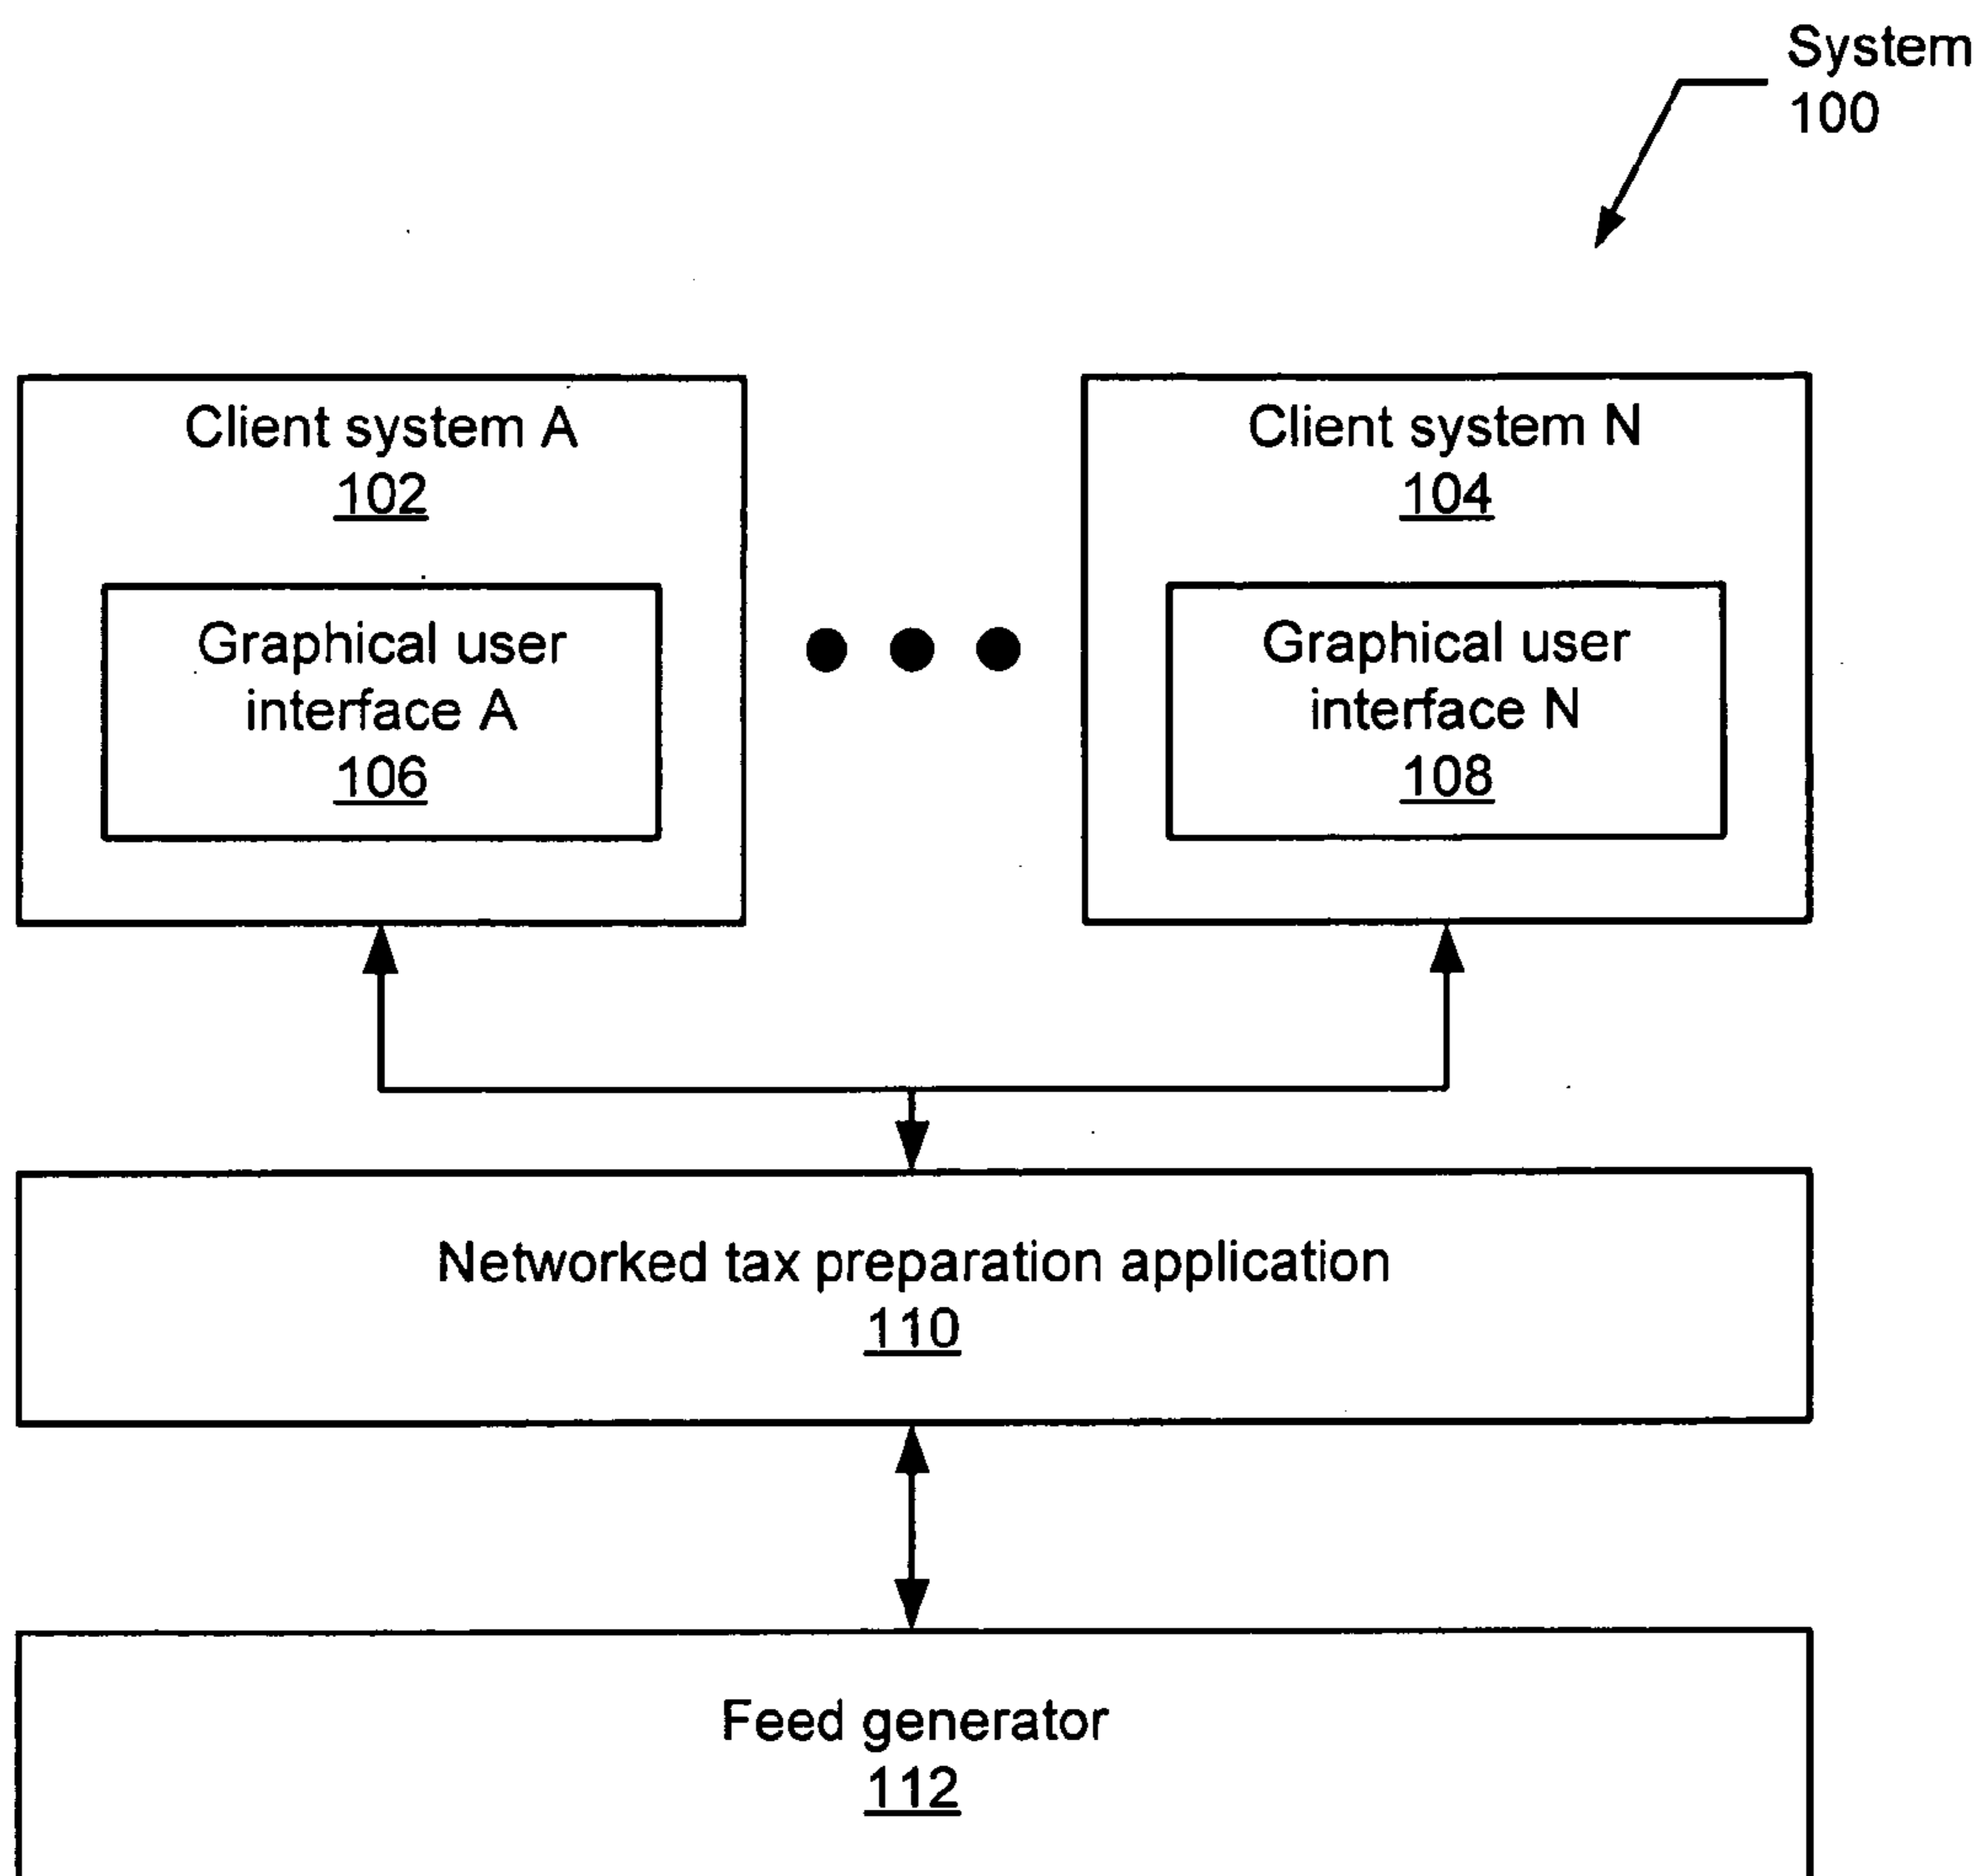 System
100
Client system A
102
Graphical user
interface A
106
Client system N
104
Graphical user
interface N
108
Networked tax preparation application
110
Feed generator
112